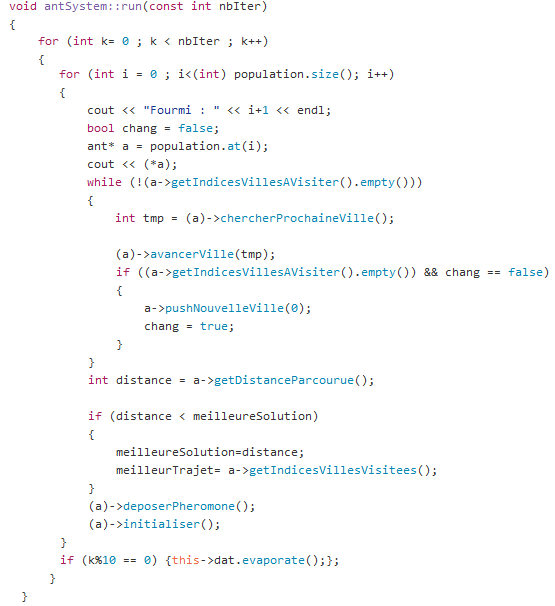 void antSystem::run(const int nbIter)
{
    for (int k= 0 ; k < nbIter ; k++)
    {
       for (int i = 0 ; i<(int) population.size(); i++)
       {
           cout << "Fourmi : " << i+1 << endl;
           bool chang = false;
           ant* a = population.at(i);
           cout << (*a);
           while (!(a->getIndicesVillesAVisiter().empty()))
           {
               int tmp = (a)->chercherProchaineVille();

               (a)->avancerVille(tmp);
               if ((a->getIndicesVillesAVisiter().empty()) && chang == false)
               {
                   a->pushNouvelleVille(0);
                   chang = true;
               }
           }
           int distance = a->getDistanceParcourue();

           if (distance < meilleureSolution)
           {
               meilleureSolution=distance;
               meilleurTrajet= a->getIndicesVillesVisitees();
           }
           (a)->deposerPheromone();
           (a)->initialiser();
       }
       if (k%10 == 0) {this->dat.evaporate();};
      }
  }